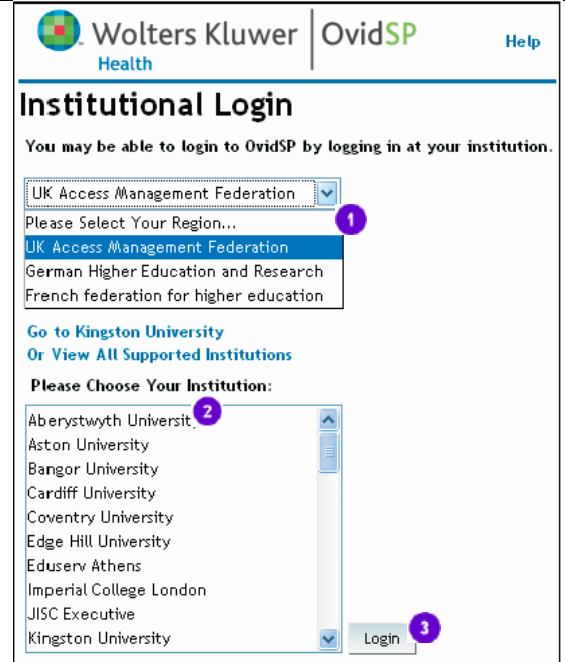 Wolters Kluwer OvidSP
Health
Help
Institutional Login
You may be able to login to OvidSP by logging in at your institution.
UK Access Management Federation
1
Please Select Your Region...
UK Access Management Federation
German Higher Education and Research
French federation for higher education
Go to Kingston University
Or View All Supported Institutions
Please Choose Your Institution:
Aberystwyth Universit
2
Aston University
Bangor University
Cardiff University
Coventry University
Edge Hill University
Eduserv Athens
Imperial College London
JISC Executive
Kingston University
Login
3